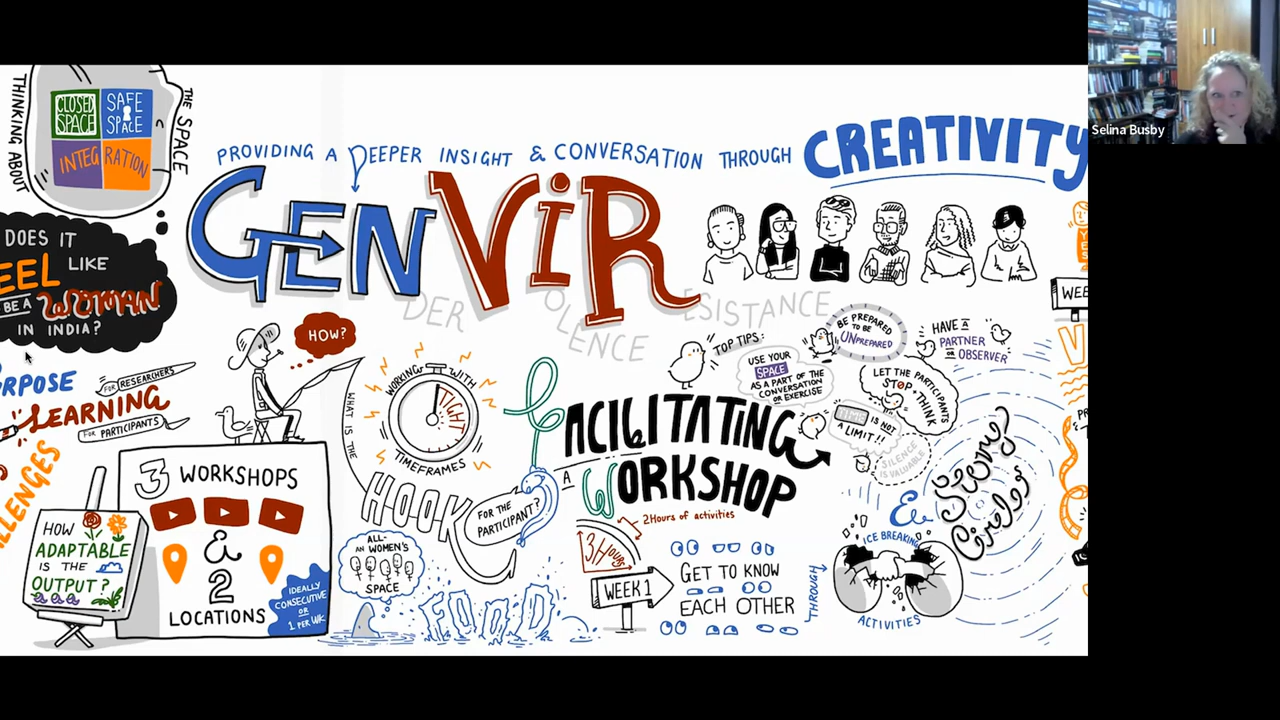 THINKING ABOUT
THE SPACE
CLOSED
SPACE
SAFE
SPACE
INTEGRATION
DOES IT
EEL LIKE
BE A WOMAN
IN INDIA?
PROVIDING A DEEPER INSIGHT & CONVERSATION THROUGH CREATIVITY
GENVIR
DER
OLENCE
ESISTANCE
Selina Busby
RPOSE
LEARNING
FOR RESEARCHERS
FOR PARTICIPANTS
LLENGES
HOW
ADAPTABLE
IS THE
OUTPUT?
3 WORKSHOPS
&
2
LOCATIONS
IDEALLY
CONSECUTIVE
OR
1 PER WK
HOW?
WHAT IS THE
HOOK
FOR THE
PARTICIPANT?
WORKING WITH
TIGHT
TIMEFRAMES
ALL-
AN WOMEN'S
SPACE
FOOD
FACILITATING
A WORKSHOP
TOP TIPS:
BE PREPARED
TO BE
UNPREPARED
HAVE A
PARTNER
OR OBSERVER
USE YOUR
SPACE
AS A PART OF THE
CONVERSATION
OR EXERCISE
LET THE PARTICIPANTS
STOP +
THINK
TIME IS NOT
A LIMIT!!
SILENCE
IS VALUABLE
2 Hours of activities
3 Hours
WEEK 1
GET TO KNOW
EACH OTHER
THROUGH
ICE BREAKING
ACTIVITIES
&
Story
Circles
YES
WEE